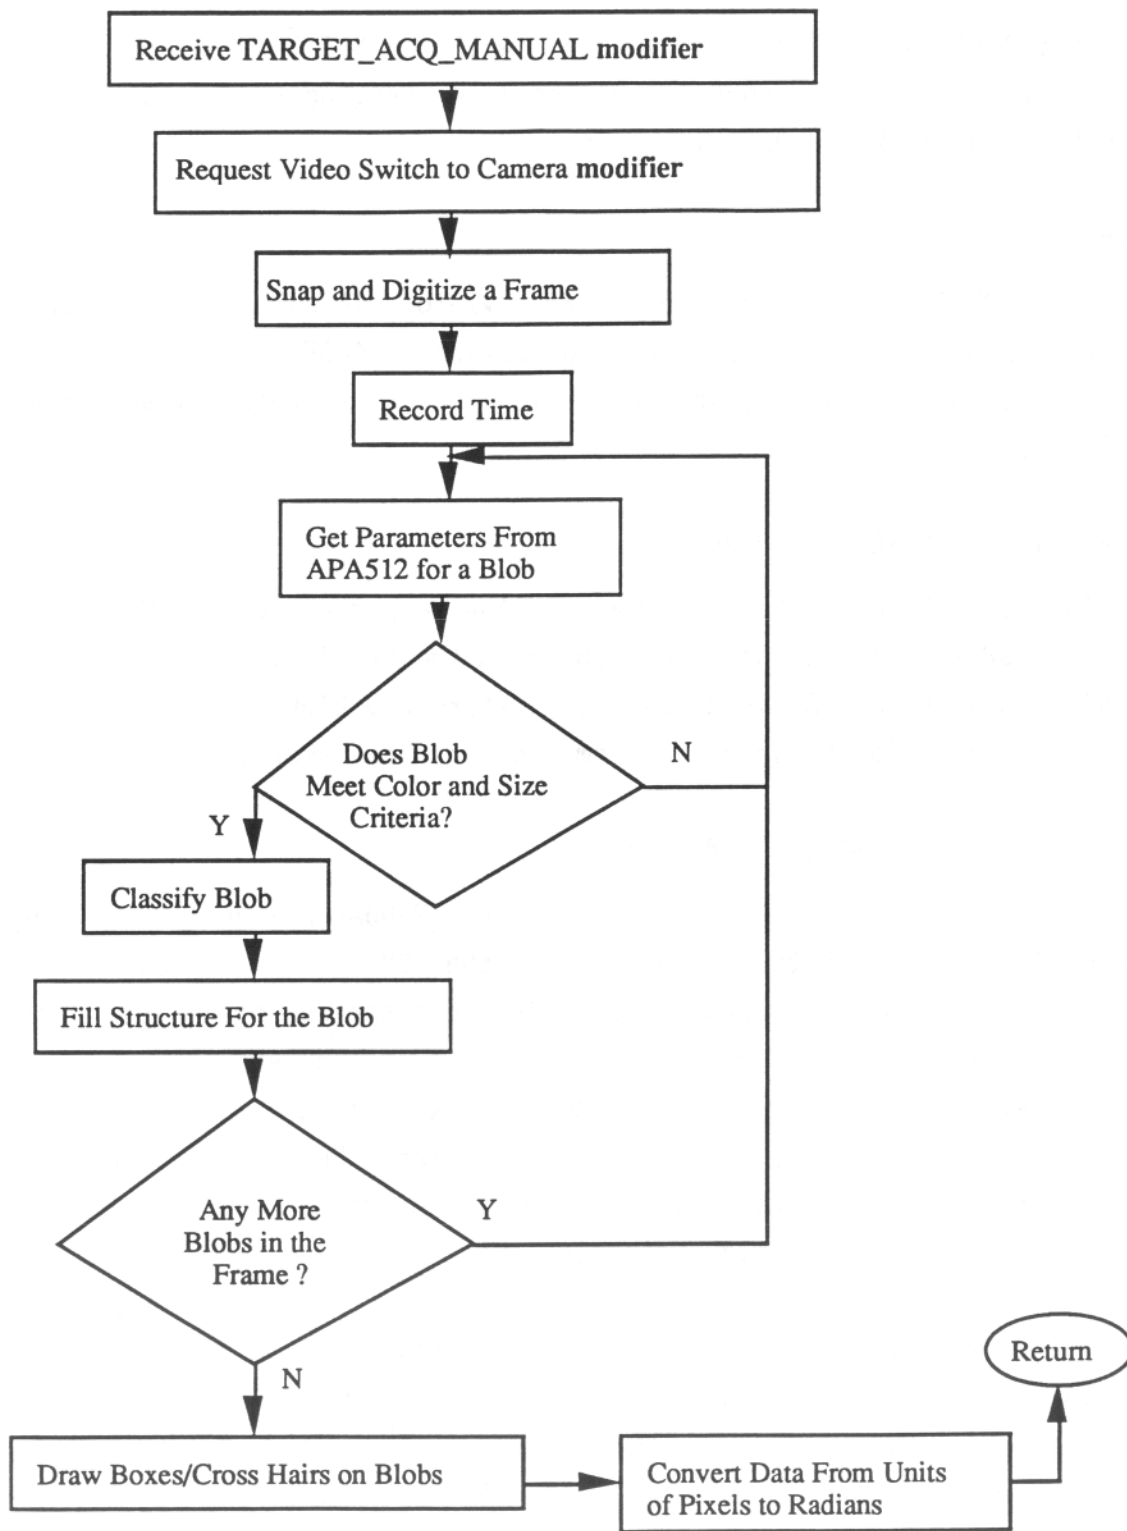 Receive TARGET_ACQ_MANUAL modifier
Request Video Switch to Camera modifier
Snap and Digitize a Frame
Record Time
Get Parameters From
APA512 for a Blob
Does Blob
Meet Color and Size
Criteria?
N
Y
Classify Blob
Fill Structure For the Blob
Any More
Blobs in the
Frame ?
Y
N
Return
Draw Boxes/Cross Hairs on Blobs
Convert Data From Units
of Pixels to Radians